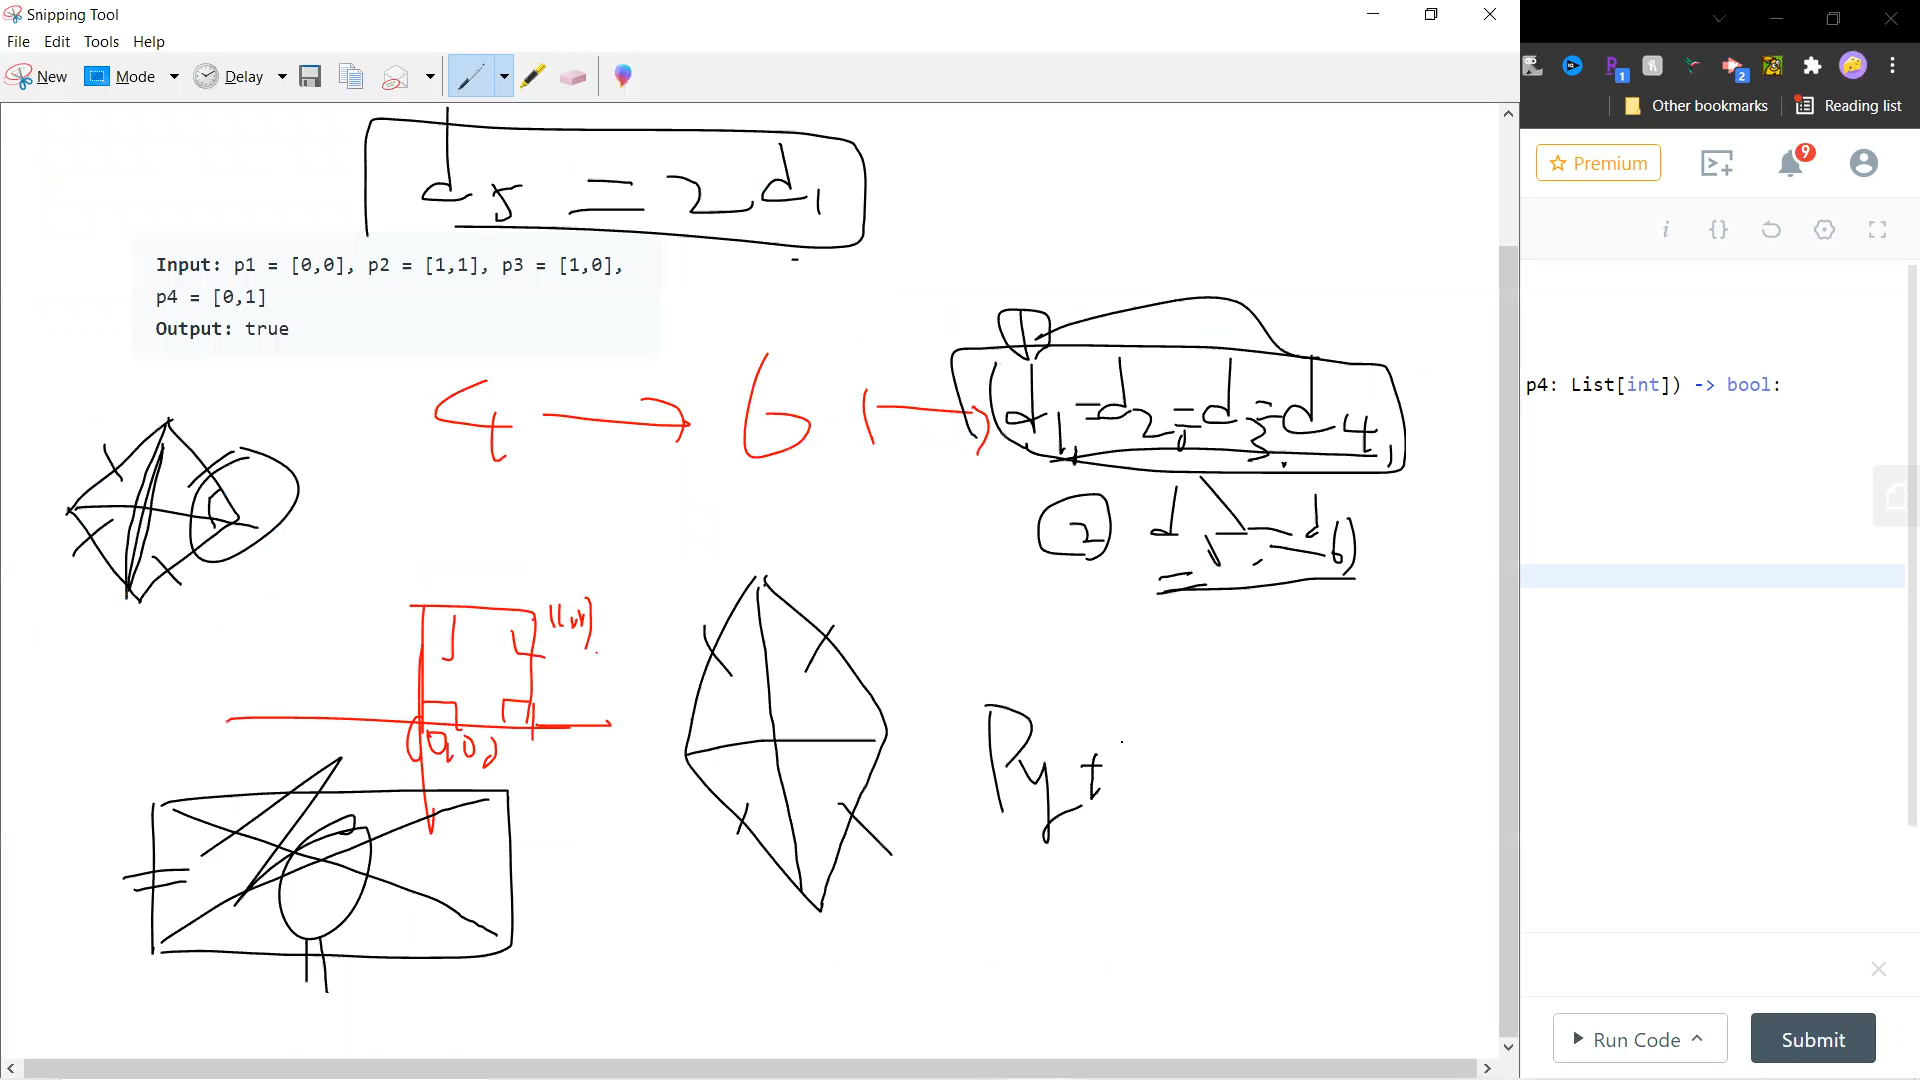 Snipping Tool
File Edit Tools Help
New Mode Delay
d5 = 2d1
Input: p1 = [0,0], p2 = [1,1], p3 = [1,0],
p4 = [0,1]
Output: true
4 → 6
d1 = d2 = d3 = d4
2
(0,0)
Pyt
1
2
Other bookmarks
Reading list
Premium
9
i {}
p4: List[int]) -> bool:
Run Code
Submit